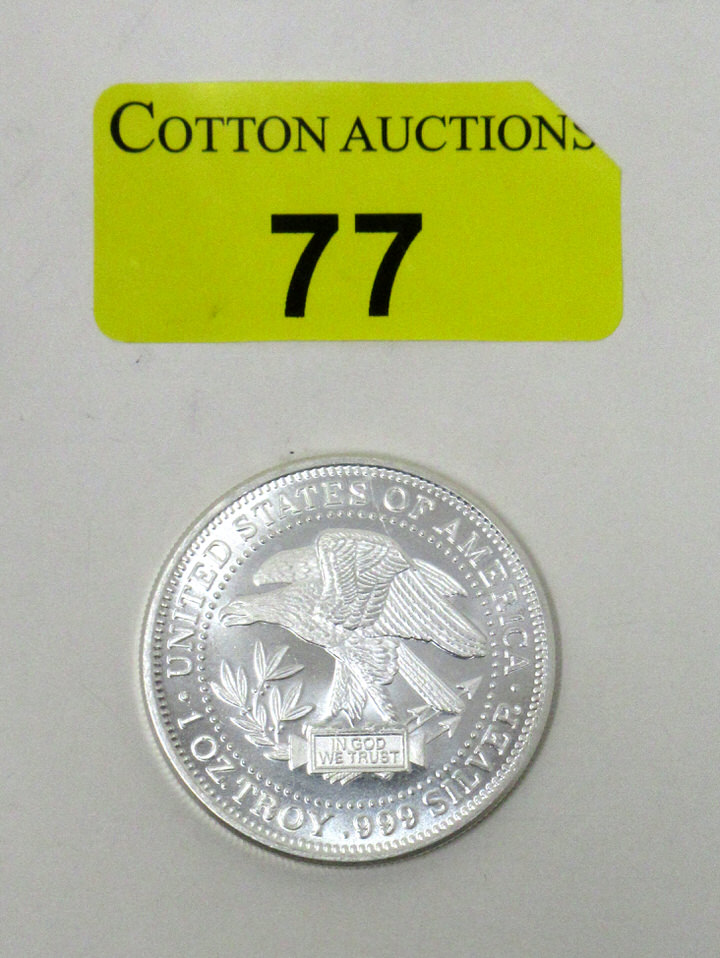 COTTON AUCTIONS
77
UNITED STATES OF AMERICA
IN GOD
WE TRUST
1 OZ TROY .999 SILVER